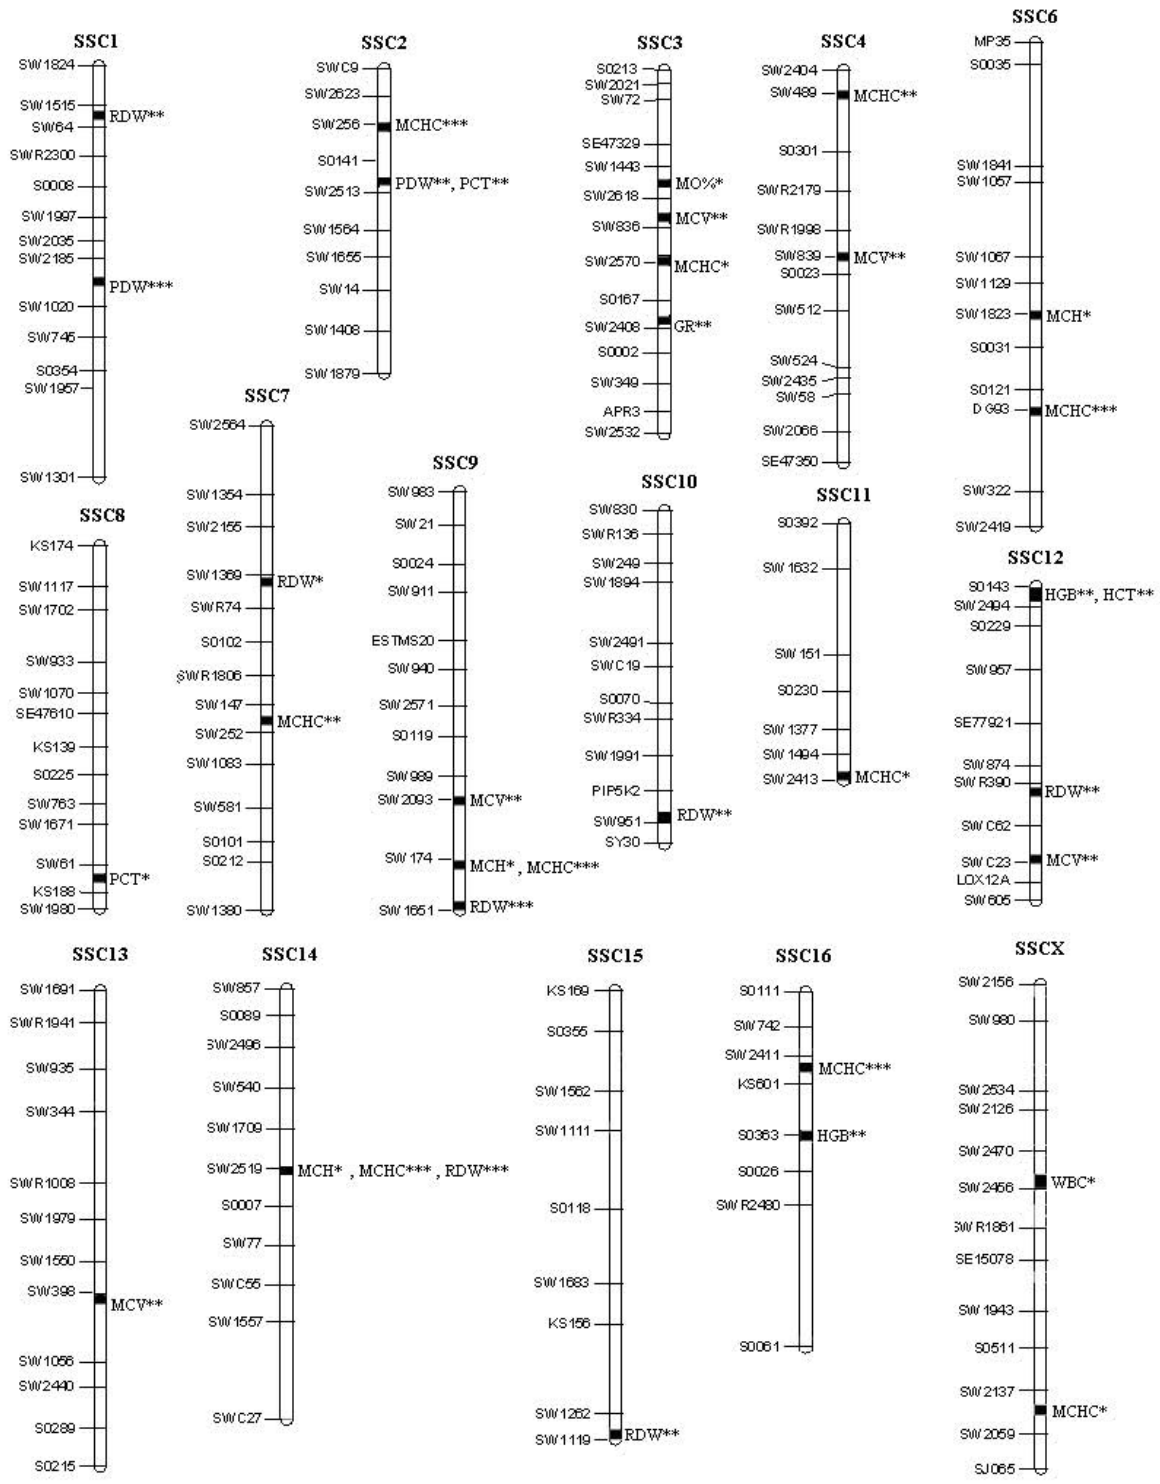 SSC1
SW1824
SW1515
RDW**
SW64
SWR2300
S0008
SW1997
SW2035
SW2185
PDW***
SW1020
SW745
S0354
SW1957
SW1301
SSC2
SWC9
SW2623
SW256
MCHC***
S0141
PDW**, PCT**
SW2513
SW1564
SW1655
SW14
SW1408
SW1879
SSC3
S0213
SW2021
SW72
SE47329
SW1443
MO%*
SW2618
MCV**
SW836
SW2570
MCHC*
S0167
GR**
SW2408
S0002
SW349
APR3
SW2532
SSC4
SW2404
SW489
MCHC**
S0301
SWR2179
SWR1998
SW839
MCV**
S0023
SW512
SW524
SW2435
SW58
SW2066
SE47350
SSC6
MP35
S0035
SW1841
SW1057
SW1067
SW1129
SW1823
MCH*
S0031
S0121
DG93
MCHC***
SW322
SW2419
SSC7
SW2564
SW1354
SW2155
SW1369
RDW*
SWR74
S0102
SWR1806
SW147
MCHC**
SW252
SW1083
SW581
S0101
S0212
SW1380
SSC8
KS174
SW1117
SW1702
SW933
SW1070
SE47610
KS139
S0225
SW763
SW1671
SW61
PCT*
KS188
SW1980
SSC9
SW983
SW21
S0024
SW911
ESTMS20
SW940
SW2571
S0119
SW989
SW2093
MCV**
SW174
MCH* , MCHC***
SW1651
RDW***
SSC10
SW830
SWR136
SW249
SW1894
SW2491
SWC19
S0070
SWR334
SW1991
PIP5K2
RDW**
SW951
SY30
SSC11
S0392
SW1632
SW151
S0230
SW1377
SW1494
SW2413
MCHC*
SSC12
S0143
HGB**, HCT**
SW2494
S0229
SW957
SE77921
SW874
SWR390
RDW**
SWC62
SWC23
MCV**
LOX12A
SW605
SSC13
SW1691
SWR1941
SW935
SW344
SWR1008
SW1979
SW1550
SW398
MCV**
SW1056
SW2440
S0289
S0215
SSC14
SW857
S0089
SW2496
SW540
SW1709
SW2519
MCH* , MCHC*** , RDW***
S0007
SW77
SWC55
SW1557
SWC27
SSC15
KS169
S0355
SW1562
SW1111
S0118
SW1683
KS156
SW1262
RDW**
SW1119
SSC16
S0111
SW742
SW2411
MCHC***
KS601
S0363
HGB**
S0026
SWR2480
S0061
SSCX
SW2156
SW980
SW2534
SW2126
SW2470
WBC*
SW2456
SWR1861
SE15078
SW1943
S0511
SW2137
MCHC*
SW2059
SJ065